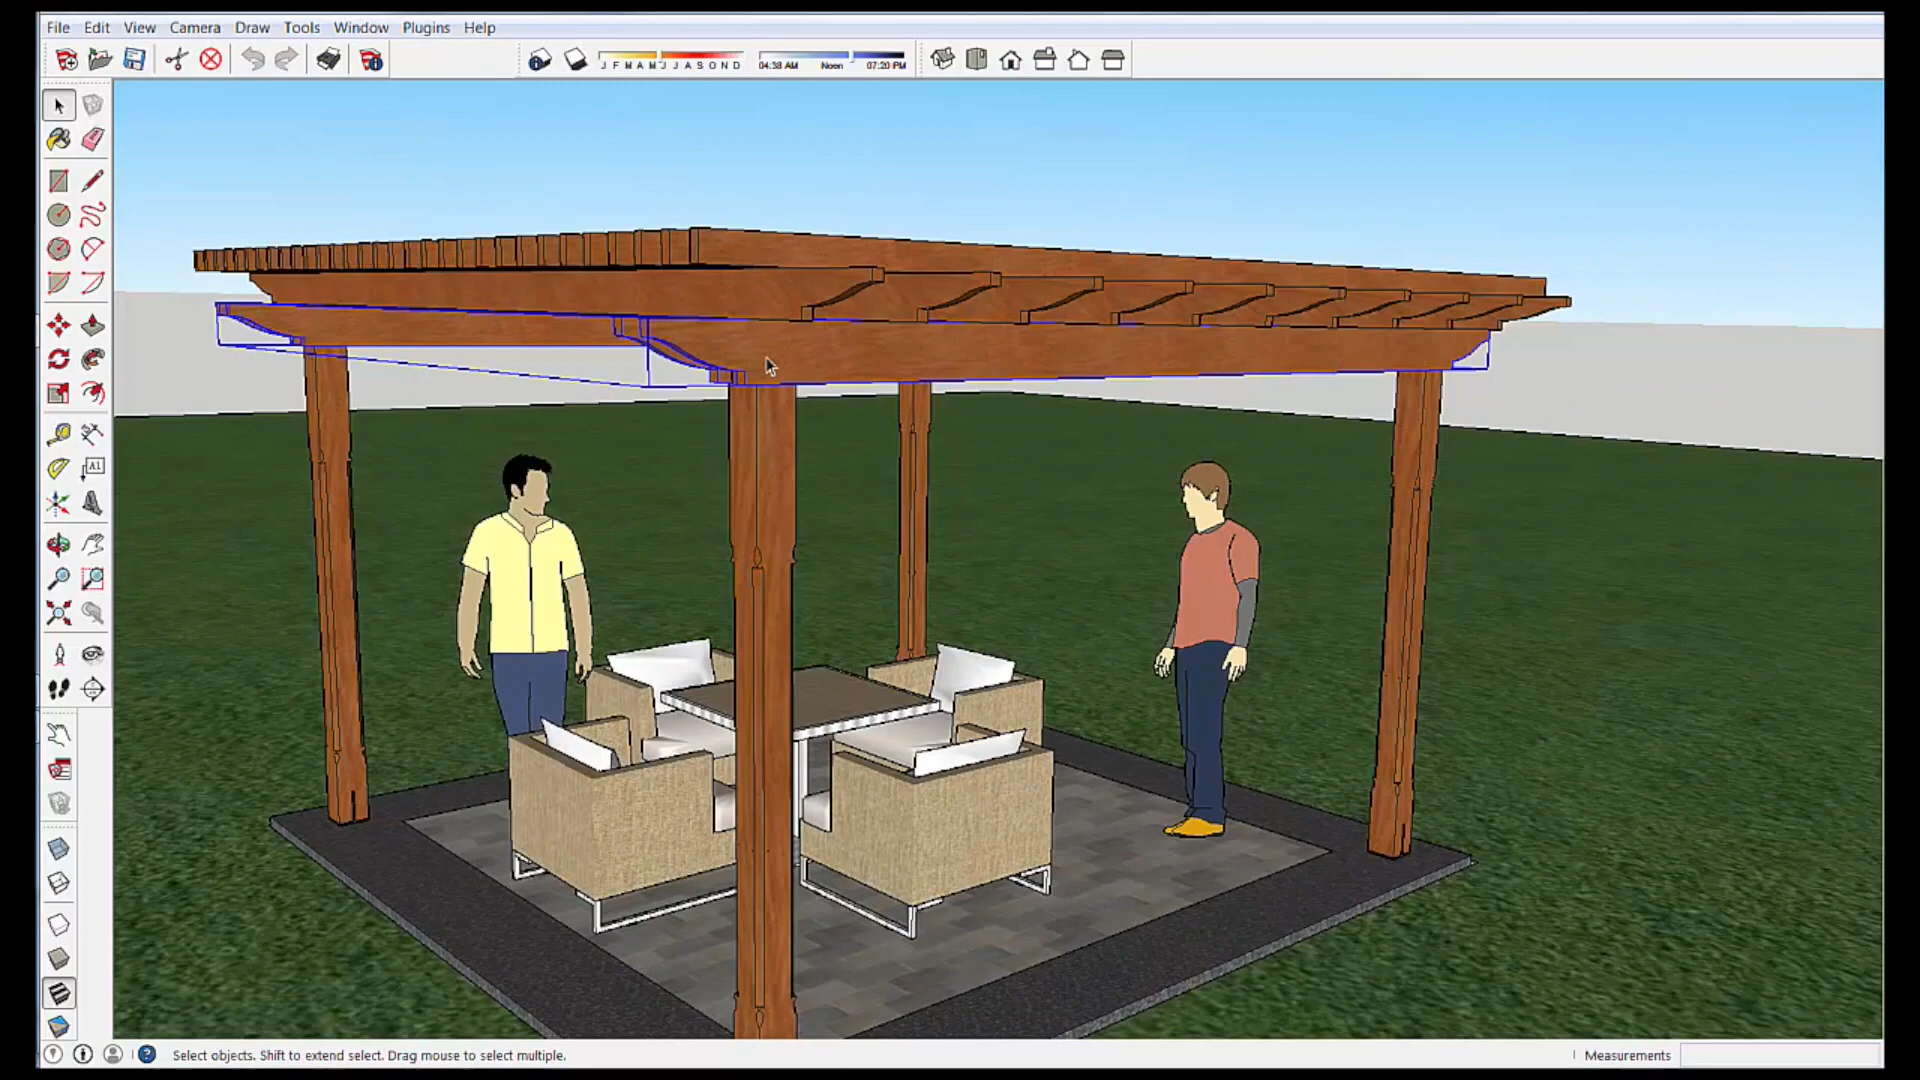 File Edit View Camera Draw Tools Window Plugins Help
J F M A M J J A S O N D 04:38 AM Noon 07:20 PM
A1
Select objects. Shift to extend select. Drag mouse to select multiple. Measurements